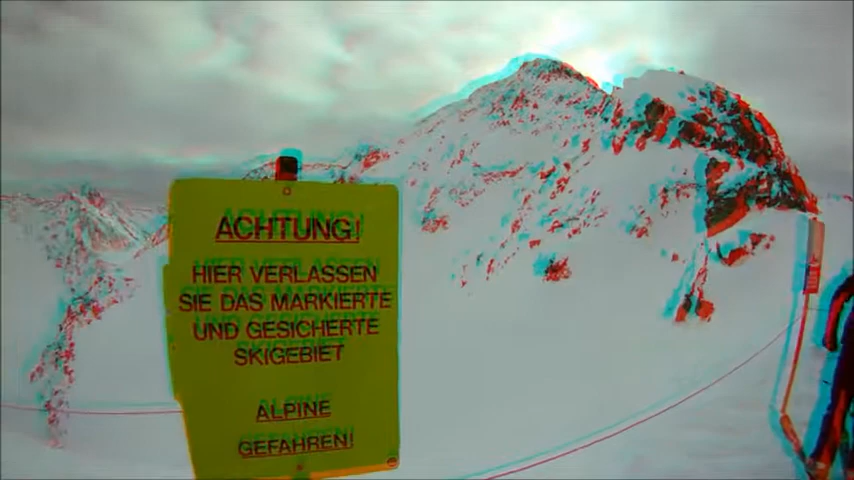 ACHTUNG!
HIER VERLASSEN
SIE DAS MARKIERTE
UND GESICHERTE
SKIGEBIET
ALPINE
GEFAHREN!